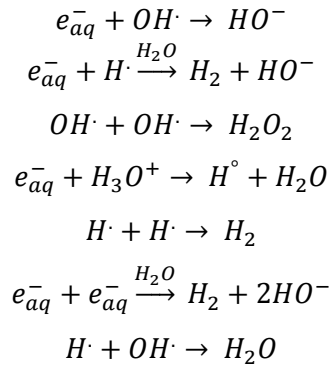 e⁻aq + OH· → HO⁻
e⁻aq + H· —H₂O→ H₂ + HO⁻
OH· + OH· → H₂O₂
e⁻aq + H₃O⁺ → H° + H₂O
H· + H· → H₂
e⁻aq + e⁻aq —H₂O→ H₂ + 2HO⁻
H· + OH· → H₂O